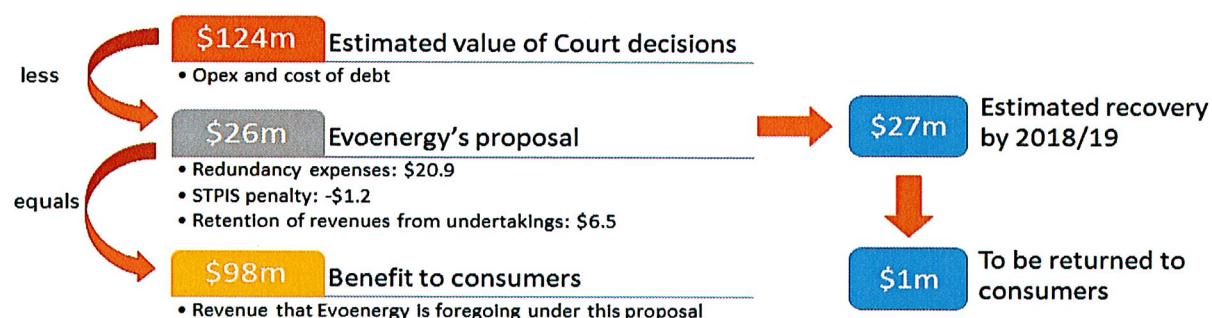 $124m Estimated value of Court decisions
• Opex and cost of debt
less
$26m Evoenergy's proposal
• Redundancy expenses: $20.9
• STPIS penalty: -$1.2
• Retention of revenues from undertakings: $6.5
equals
$98m Benefit to consumers
• Revenue that Evoenergy is foregoing under this proposal
$27m Estimated recovery
by 2018/19
$1m To be returned to
consumers